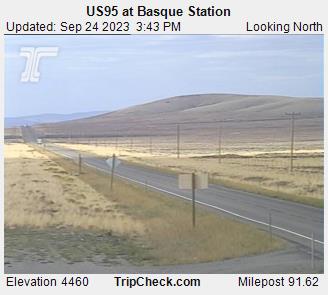 US95 at Basque Station
Updated: Sep 24 2023 3:43 PM Looking North
Elevation 4460 TripCheck.com Milepost 91.62